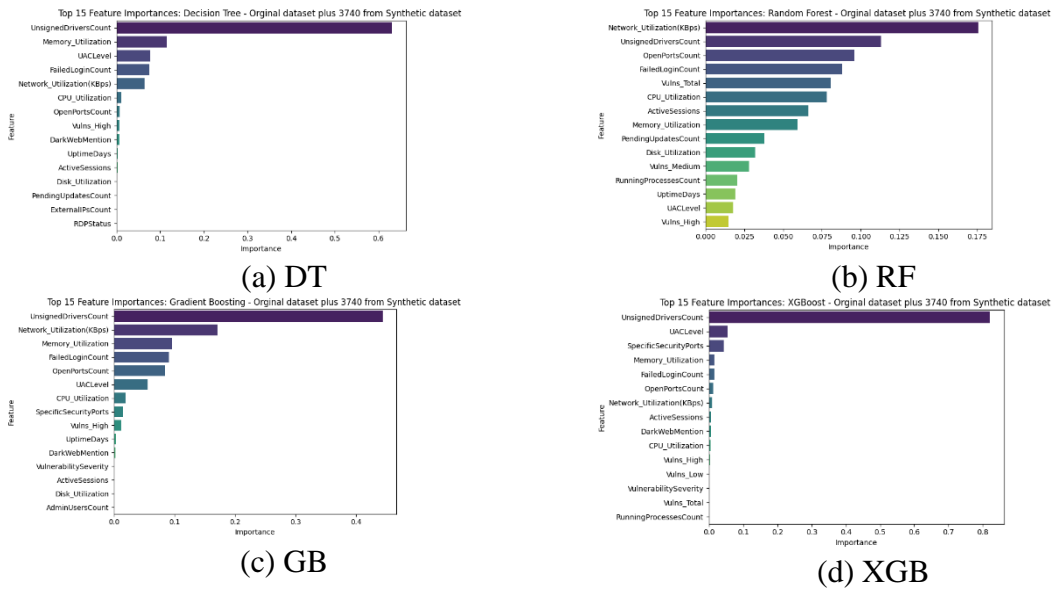 Top 15 Feature Importances: Decision Tree - Orginal dataset plus 3740 from Synthetic dataset
UnsignedDriversCount
Memory_Utilization
UACLevel
FailedLoginCount
Network_Utilization(KBps)
CPU_Utilization
OpenPortsCount
Vulns_High
DarkWebMention
UptimeDays
ActiveSessions
Disk_Utilization
PendingUpdatesCount
ExternalIPsCount
RDPStatus
Feature
0.0 0.1 0.2 0.3 0.4 0.5 0.6
Importance
(a) DT
Top 15 Feature Importances: Random Forest - Orginal dataset plus 3740 from Synthetic dataset
Network_Utilization(KBps)
UnsignedDriversCount
OpenPortsCount
FailedLoginCount
Vulns_Total
CPU_Utilization
ActiveSessions
Memory_Utilization
PendingUpdatesCount
Disk_Utilization
Vulns_Medium
RunningProcessesCount
UptimeDays
UACLevel
Vulns_High
Feature
0.000 0.025 0.050 0.075 0.100 0.125 0.150 0.175
Importance
(b) RF
Top 15 Feature Importances: Gradient Boosting - Orginal dataset plus 3740 from Synthetic dataset
UnsignedDriversCount
Network_Utilization(KBps)
Memory_Utilization
FailedLoginCount
OpenPortsCount
UACLevel
CPU_Utilization
SpecificSecurityPorts
Vulns_High
UptimeDays
DarkWebMention
VulnerabilitySeverity
ActiveSessions
Disk_Utilization
AdminUsersCount
Feature
0.0 0.1 0.2 0.3 0.4
Importance
(c) GB
Top 15 Feature Importances: XGBoost - Orginal dataset plus 3740 from Synthetic dataset
UnsignedDriversCount
UACLevel
SpecificSecurityPorts
Memory_Utilization
FailedLoginCount
OpenPortsCount
Network_Utilization(KBps)
ActiveSessions
DarkWebMention
CPU_Utilization
Vulns_High
Vulns_Low
VulnerabilitySeverity
Vulns_Total
RunningProcessesCount
Feature
0.0 0.1 0.2 0.3 0.4 0.5 0.6 0.7 0.8
Importance
(d) XGB